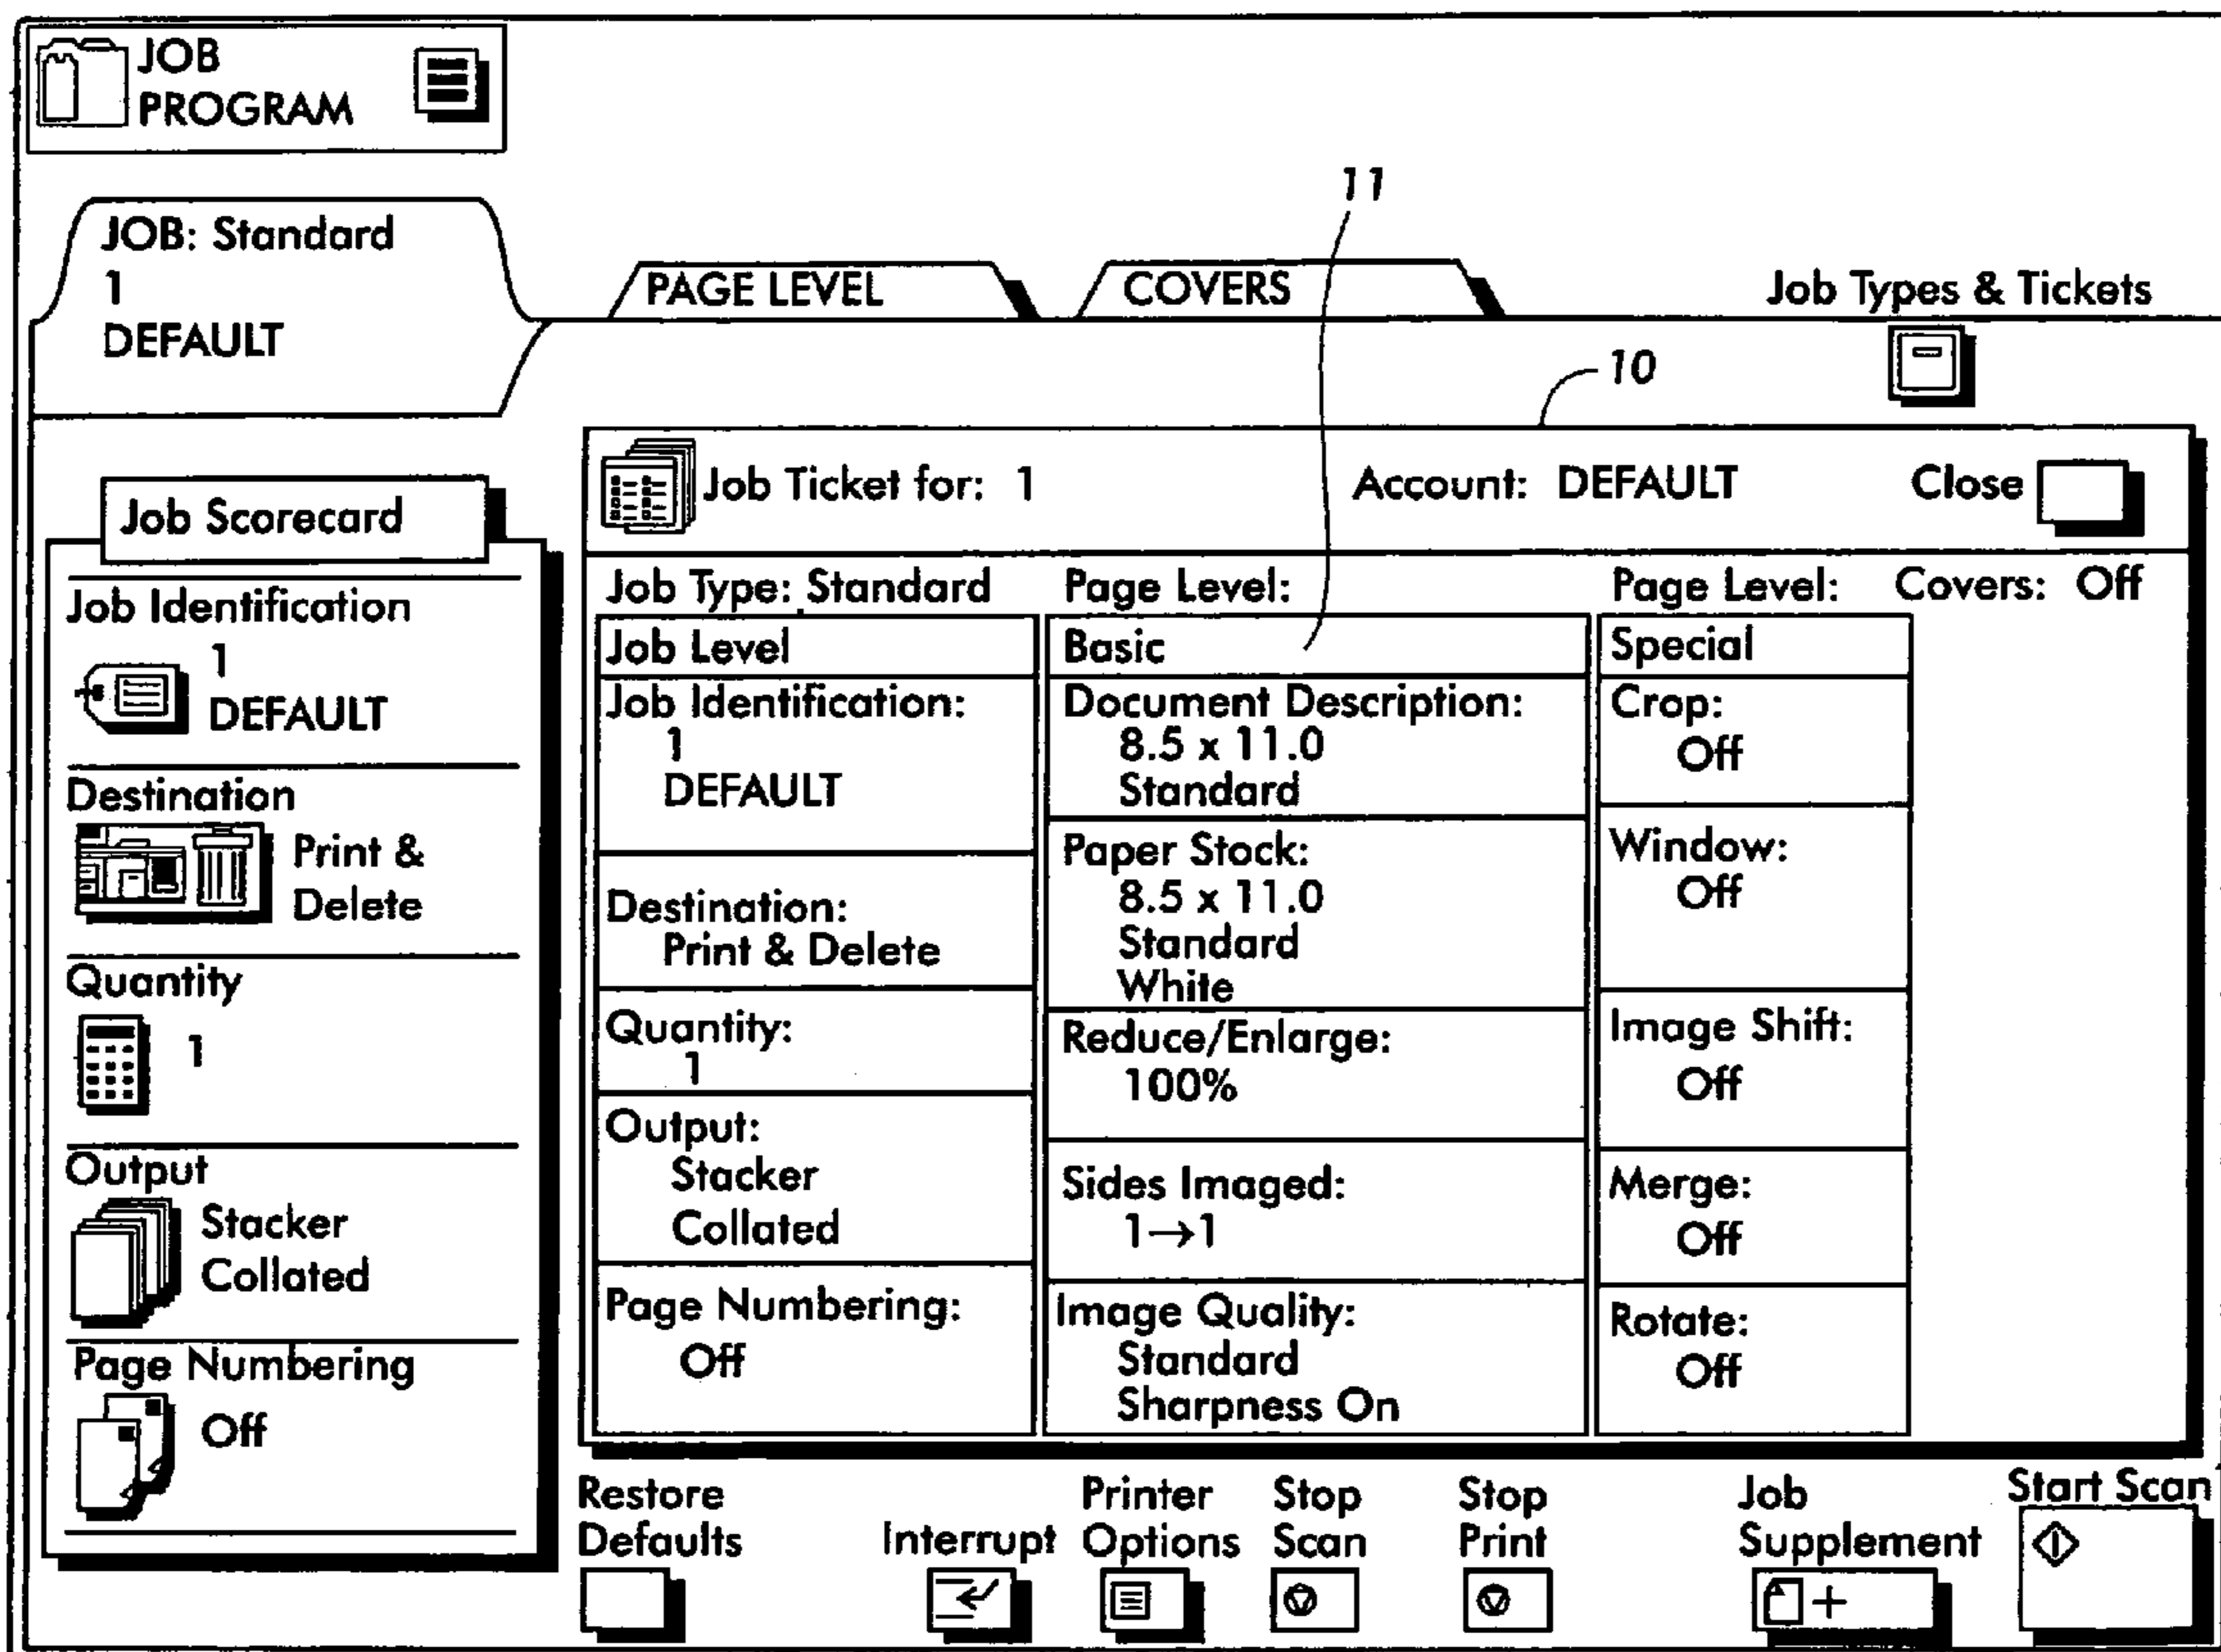 JOB
PROGRAM
11
JOB: Standard
1
DEFAULT
PAGE LEVEL
COVERS
Job Types & Tickets
10
Job Scorecard
Job Identification
1
DEFAULT
Destination
Print &
Delete
Quantity
1
Output
Stacker
Collated
Page Numbering
Off
Job Ticket for: 1
Account: DEFAULT
Close
Job Type: Standard
Job Level
Job Identification:
1
DEFAULT
Destination:
Print & Delete
Quantity:
1
Output:
Stacker
Collated
Page Numbering:
Off
Page Level:
Basic
Document Description:
8.5 x 11.0
Standard
Paper Stock:
8.5 x 11.0
Standard
White
Reduce/Enlarge:
100%
Sides Imaged:
1→1
Image Quality:
Standard
Sharpness On
Page Level:
Special
Crop:
Off
Window:
Off
Image Shift:
Off
Merge:
Off
Rotate:
Off
Covers: Off
Restore
Defaults
Interrupt
Printer
Options
Stop
Scan
Stop
Print
Job
Supplement
Start Scan